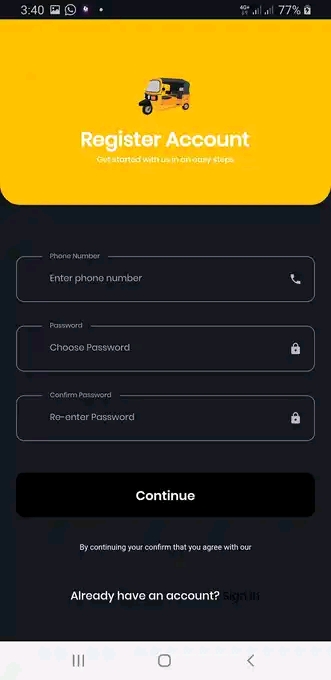 3:40
4G+
77%
Register Account
Get started with us in an easy steps
Phone Number
Enter phone number
Password
Choose Password
Confirm Password
Re-enter Password
Continue
By continuing your confirm that you agree with our
Already have an account? Sign in